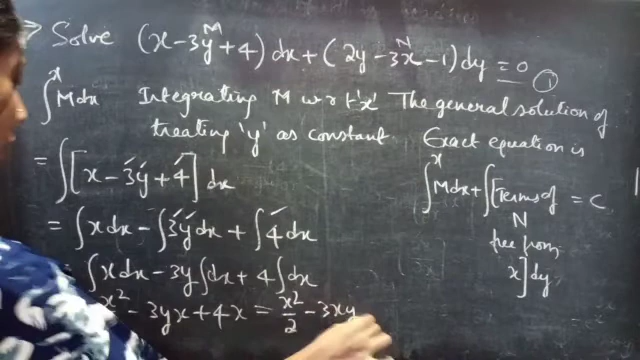 ⇒ Solve (x - 3y + 4) dx + (2y - 3x - 1) dy = 0 ①
M N
∫ˣ M dx Integrating M w r t 'x' The general solution of
treating 'y' as constant. Exact equation is
= ∫ [x - 3y + 4] dx
∫ˣ M dx + ∫ [Terms of N free from x] dy = C
= ∫ x dx - ∫ 3y dx + ∫ 4 dx
∫ x dx - 3y ∫ dx + 4 ∫ dx
x² - 3yx + 4x = x²/2 - 3xy